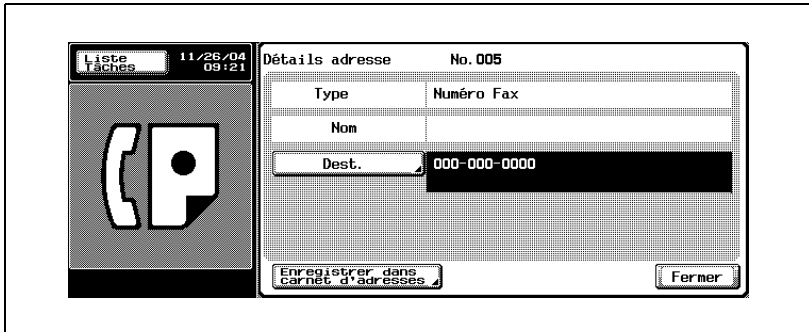 Liste
Tâches
11/26/04
09:21
Détails adresse No. 005
Type Numéro Fax
Nom
Dest. 000-000-0000
Enregistrer dans
carnet d'adresses
Fermer